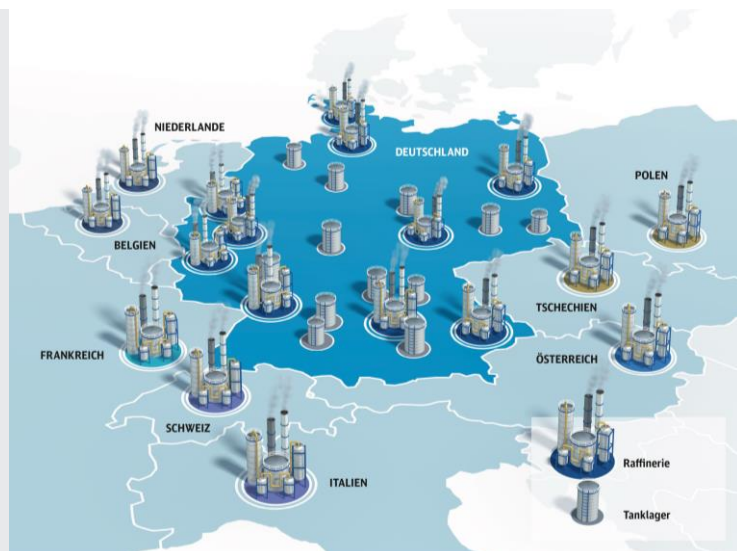 NIEDERLANDE
DEUTSCHLAND
POLEN
BELGIEN
TSCHECHIEN
FRANKREICH
ÖSTERREICH
SCHWEIZ
Raffinerie
ITALIEN
Tanklager